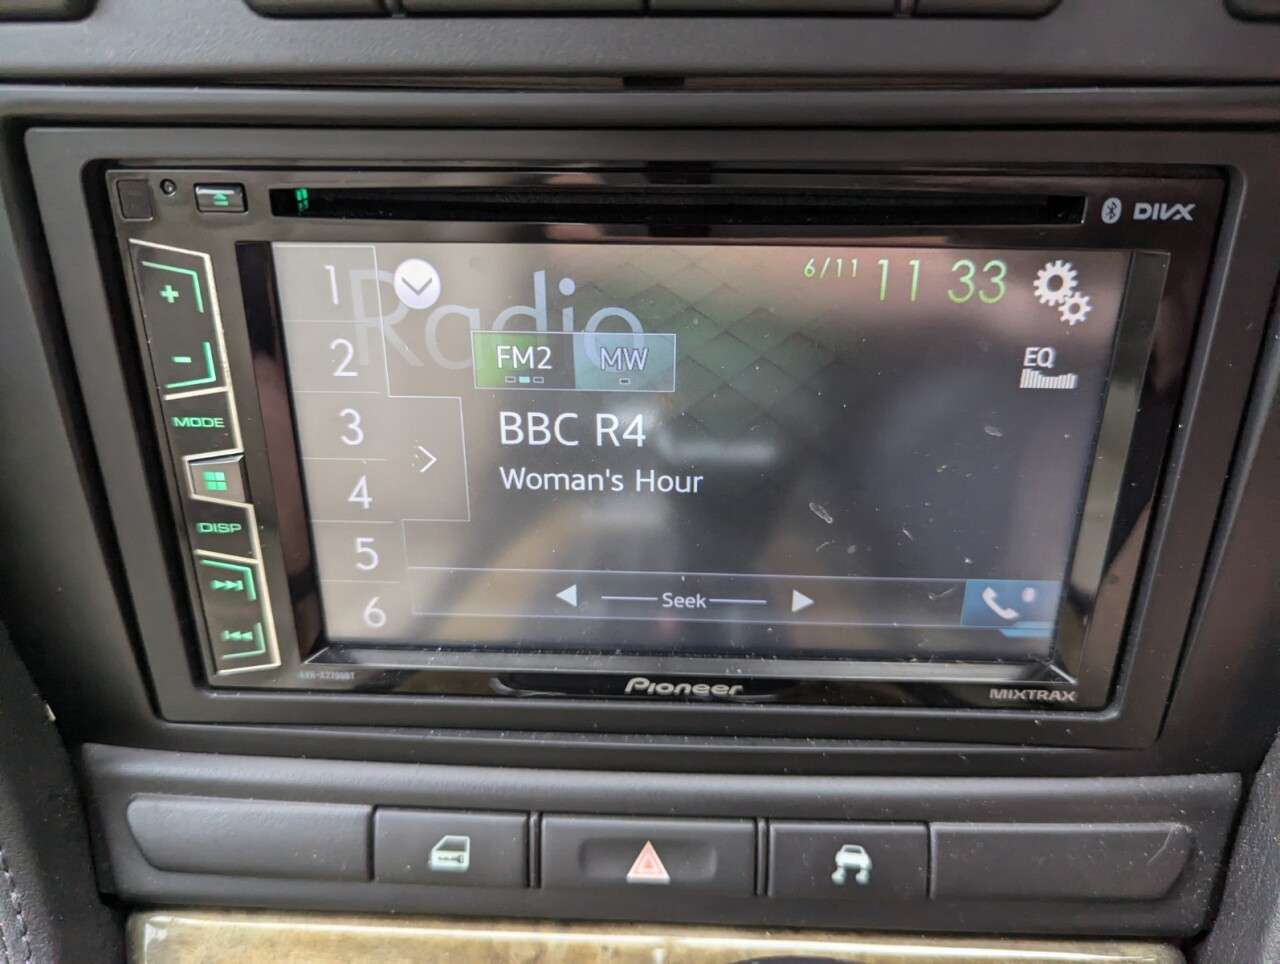 DIVX
6/11 11 33
Radio
FM2 MW
EQ
BBC R4
Woman's Hour
1
2
3
4
5
6
Seek
MODE
DISP
Pioneer
MIXTRAX